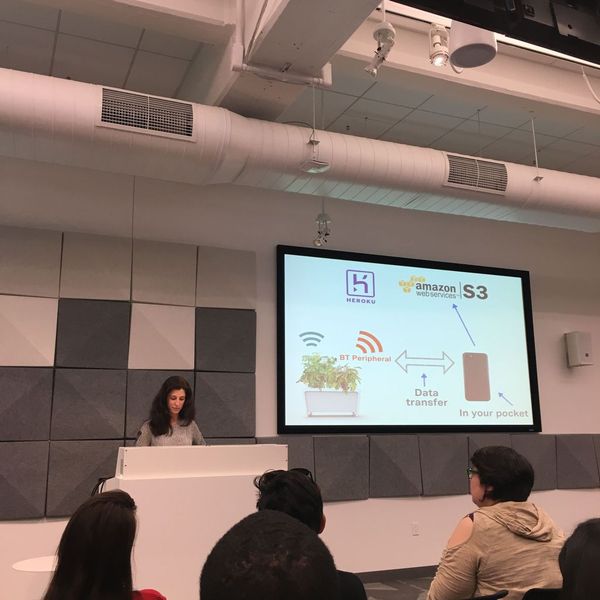 HEROKU
amazon
web services
S3
BT Peripheral
Data
transfer
In your pocket